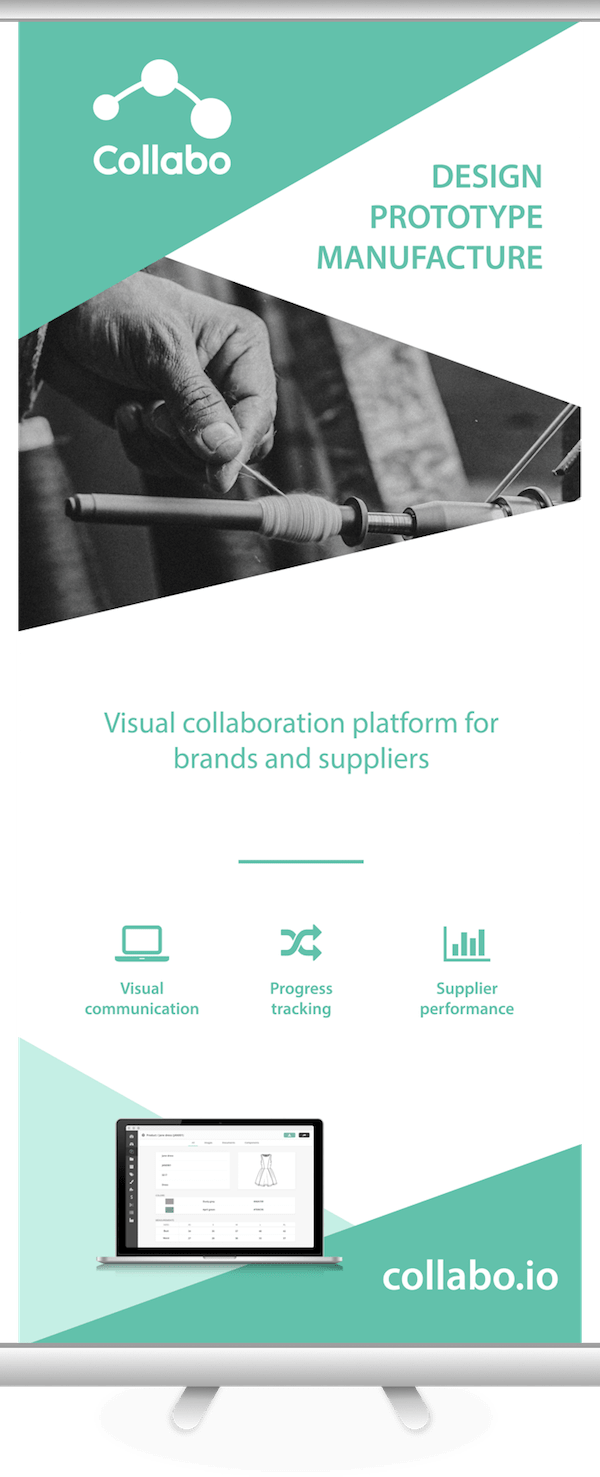 Collabo
DESIGN
PROTOTYPE
MANUFACTURE
Visual collaboration platform for
brands and suppliers
Visual
communication
Progress
tracking
Supplier
performance
collabo.io